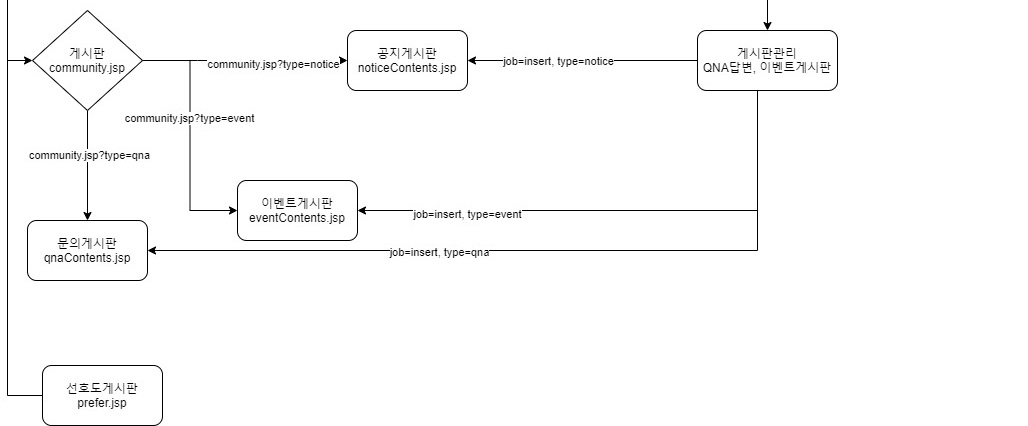 게시판
community.jsp
community.jsp?type=notice
공지게시판
noticeContents.jsp
job=insert, type=notice
게시판관리
QNA답변, 이벤트게시판
community.jsp?type=event
community.jsp?type=qna
이벤트게시판
eventContents.jsp
job=insert, type=event
문의게시판
qnaContents.jsp
job=insert, type=qna
선호도게시판
prefer.jsp